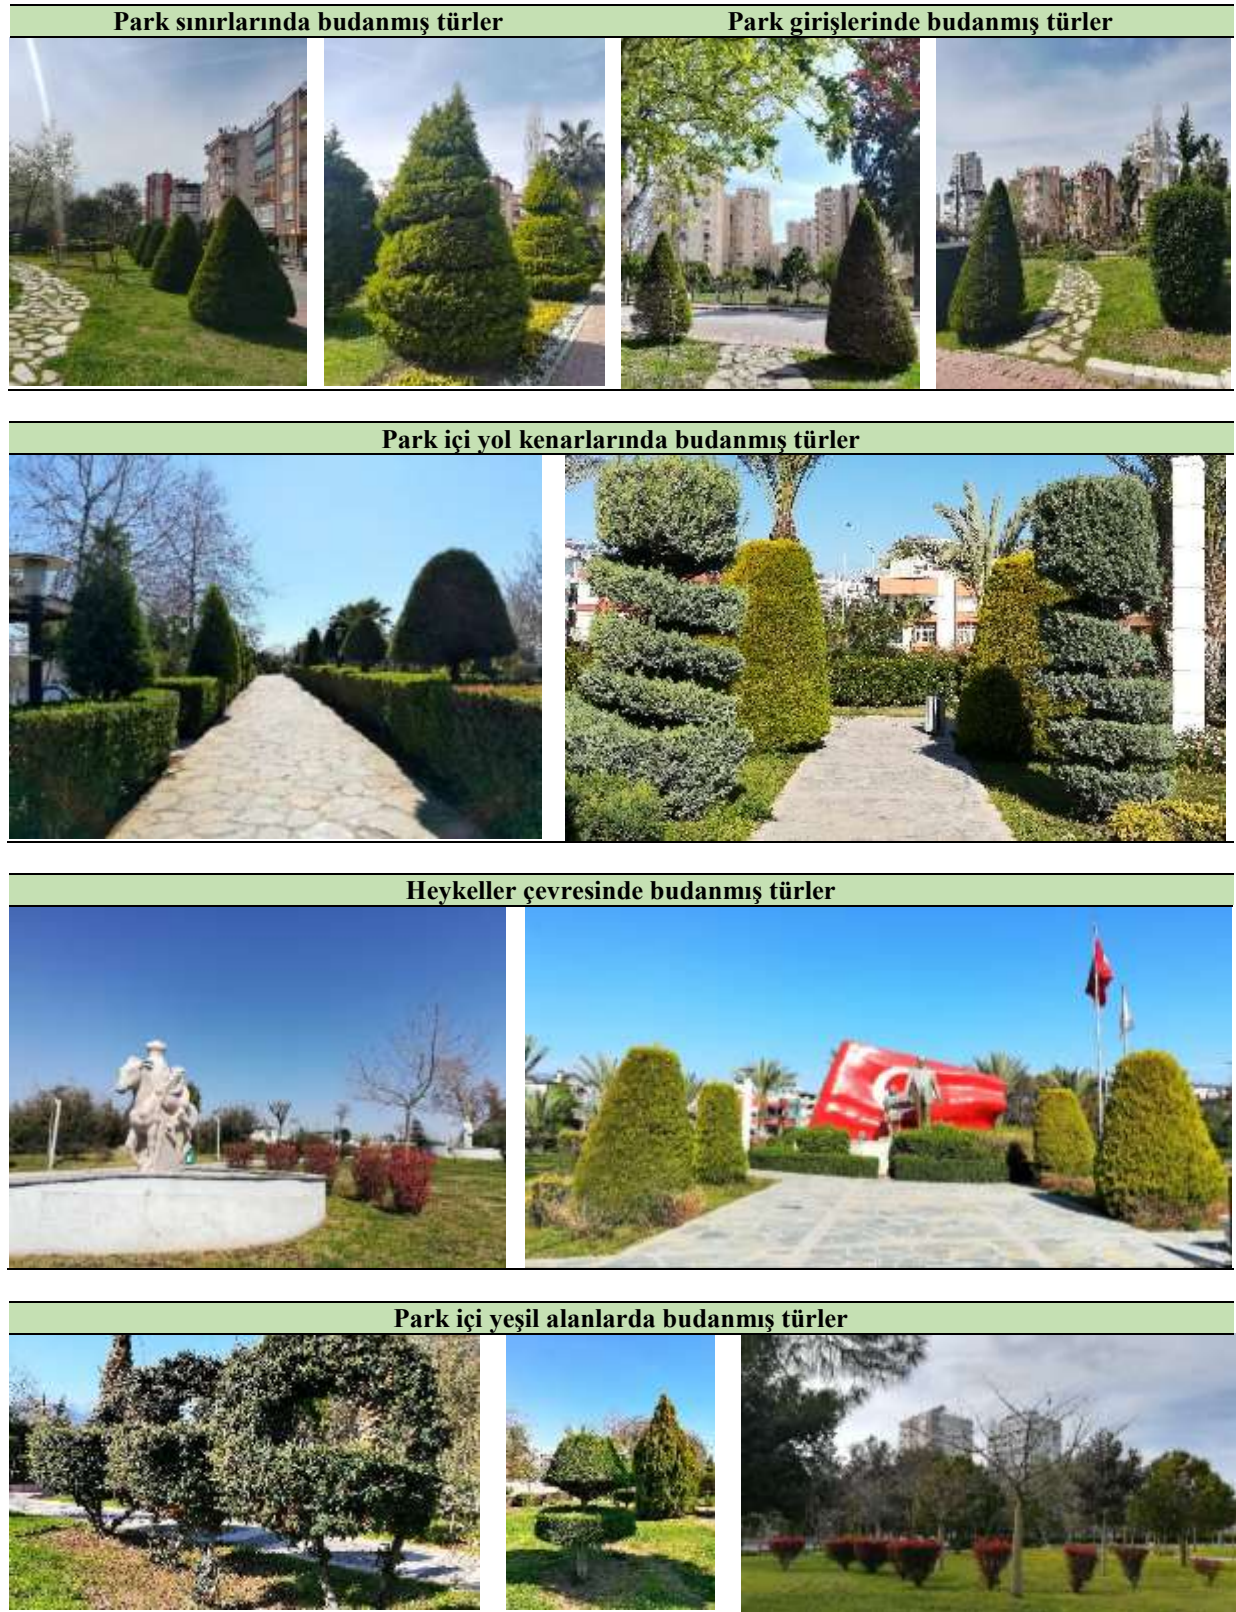 Park sınırlarında budanmış türler
Park girişlerinde budanmış türler
Park içi yol kenarlarında budanmış türler
Heykeller çevresinde budanmış türler
Park içi yeşil alanlarda budanmış türler